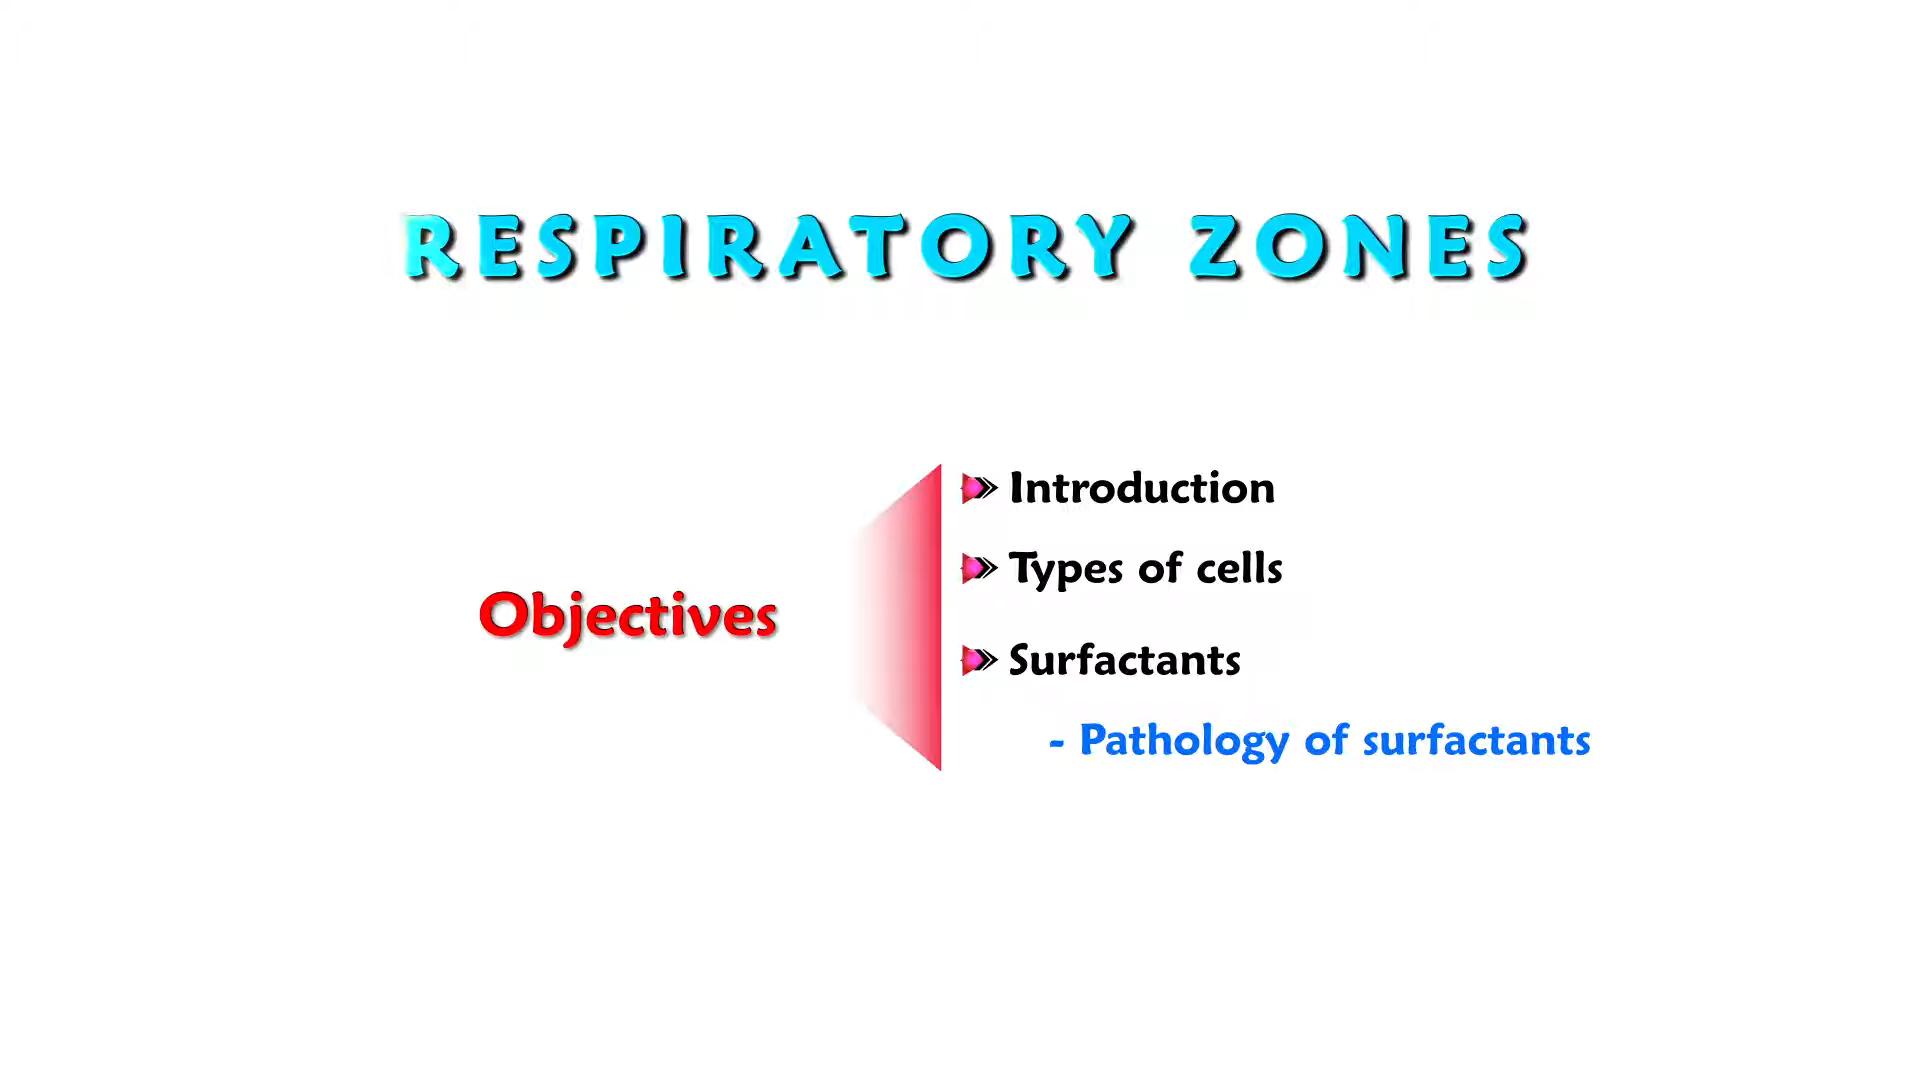 RESPIRATORY ZONES
Objectives
Introduction
Types of cells
Surfactants
- Pathology of surfactants